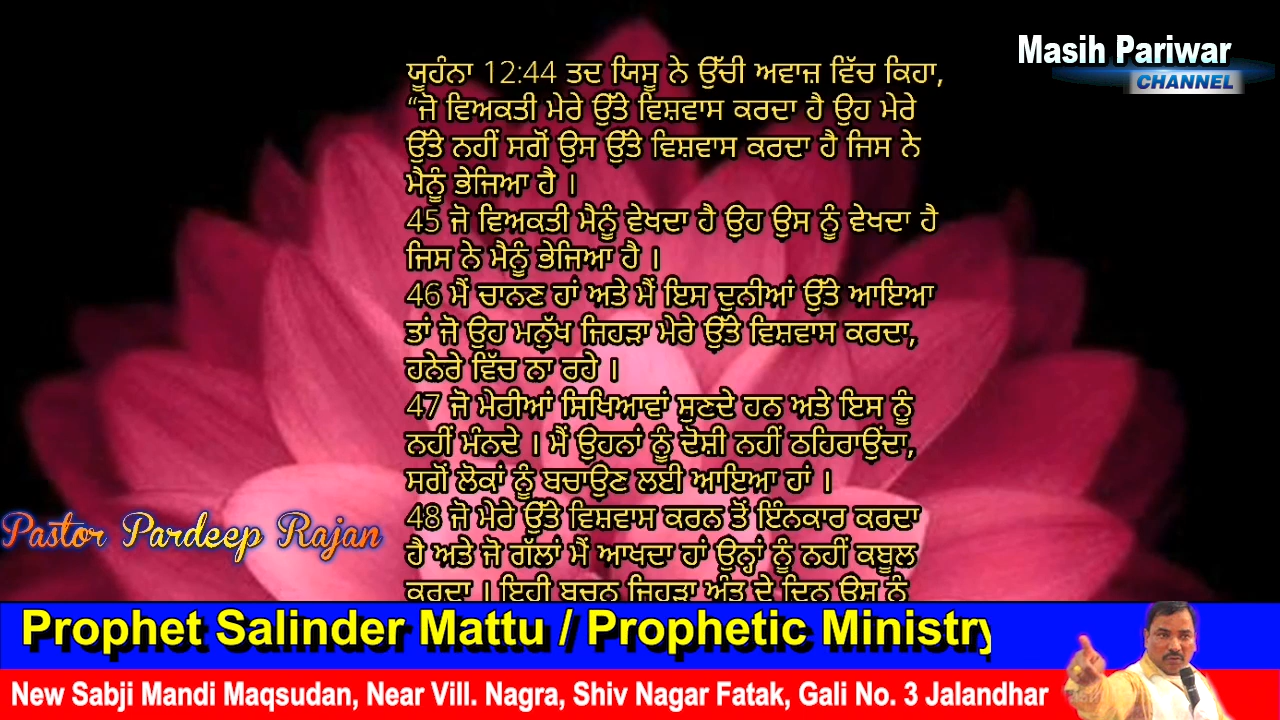 Masih Pariwar
CHANNEL
ਯੂਹੰਨਾ 12:44 ਤਦ ਯਿਸੂ ਨੇ ਉੱਚੀ ਅਵਾਜ਼ ਵਿੱਚ ਕਿਹਾ,
“ਜੋ ਵਿਅਕਤੀ ਮੇਰੇ ਉੱਤੇ ਵਿਸ਼ਵਾਸ ਕਰਦਾ ਹੈ ਉਹ ਮੇਰੇ
ਉੱਤੇ ਨਹੀਂ ਸਗੋਂ ਉਸ ਉੱਤੇ ਵਿਸ਼ਵਾਸ ਕਰਦਾ ਹੈ ਜਿਸ ਨੇ
ਮੈਨੂੰ ਭੇਜਿਆ ਹੈ ।
45 ਜੋ ਵਿਅਕਤੀ ਮੈਨੂੰ ਵੇਖਦਾ ਹੈ ਉਹ ਉਸ ਨੂੰ ਵੇਖਦਾ ਹੈ
ਜਿਸ ਨੇ ਮੈਨੂੰ ਭੇਜਿਆ ਹੈ ।
46 ਮੈਂ ਚਾਨਣ ਹਾਂ ਅਤੇ ਮੈਂ ਇਸ ਦੁਨੀਆਂ ਉੱਤੇ ਆਇਆ
ਤਾਂ ਜੋ ਉਹ ਮਨੁੱਖ ਜਿਹੜਾ ਮੇਰੇ ਉੱਤੇ ਵਿਸ਼ਵਾਸ ਕਰਦਾ,
ਹਨੇਰੇ ਵਿੱਚ ਨਾ ਰਹੇ ।
47 ਜੋ ਮੇਰੀਆਂ ਸਿਖਿਆਵਾਂ ਸੁਣਦੇ ਹਨ ਅਤੇ ਇਸ ਨੂੰ
ਨਹੀਂ ਮੰਨਦੇ । ਮੈਂ ਉਹਨਾਂ ਨੂੰ ਦੋਸ਼ੀ ਨਹੀਂ ਠਹਿਰਾਉਂਦਾ,
ਸਗੋਂ ਲੋਕਾਂ ਨੂੰ ਬਚਾਉਣ ਲਈ ਆਇਆ ਹਾਂ ।
48 ਜੋ ਮੇਰੇ ਉੱਤੇ ਵਿਸ਼ਵਾਸ ਕਰਨ ਤੋਂ ਇੰਨਕਾਰ ਕਰਦਾ
ਹੈ ਅਤੇ ਜੋ ਗੱਲਾਂ ਮੈਂ ਆਖਦਾ ਹਾਂ ਉਨ੍ਹਾਂ ਨੂੰ ਨਹੀਂ ਕਬੂਲ
ਕਰਦਾ । ਇਹੀ ਬਚਨ ਜਿਹੜਾ ਅੰਤ ਦੇ ਦਿਨ ਉਸ ਨੂੰ
Pastor Pardeep Rajan
Prophet Salinder Mattu / Prophetic Ministry
New Sabji Mandi Maqsudan, Near Vill. Nagra, Shiv Nagar Fatak, Gali No. 3 Jalandhar